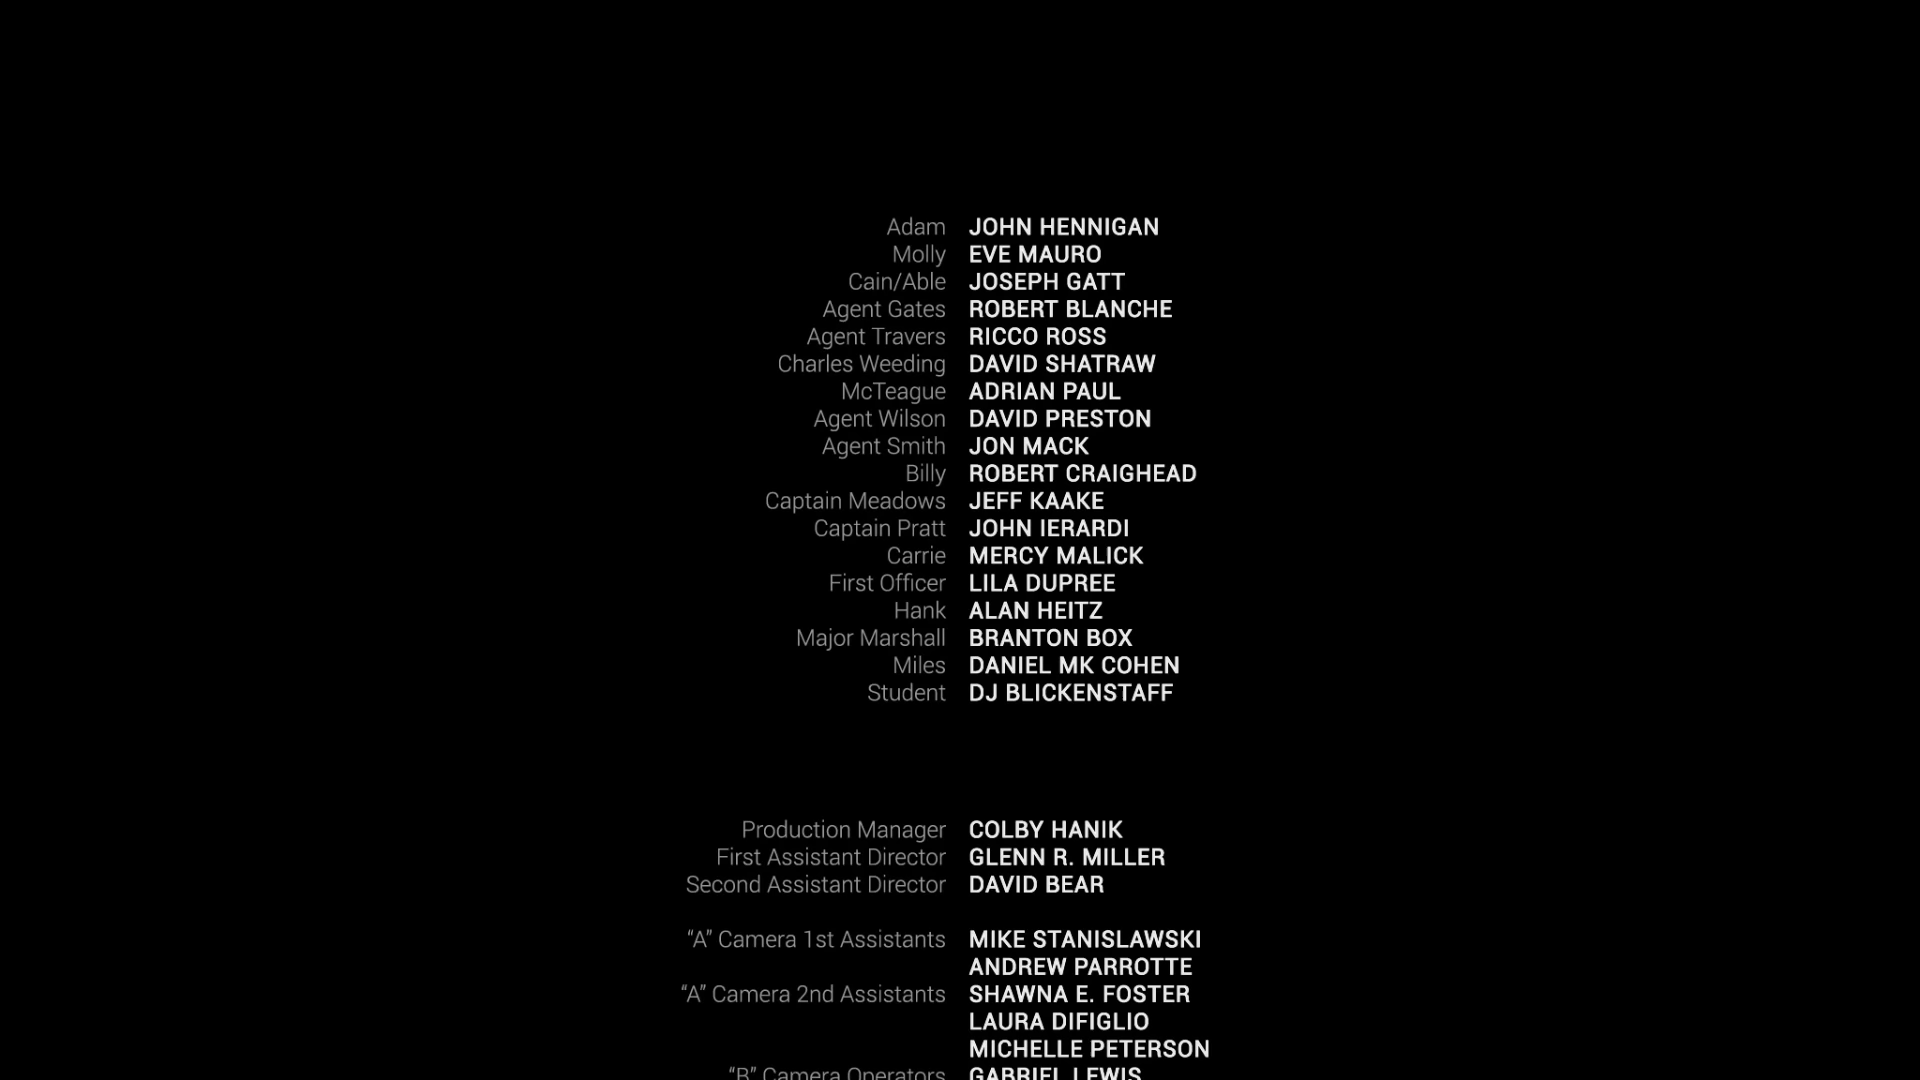 Adam JOHN HENNIGAN
Molly EVE MAURO
Cain/Able JOSEPH GATT
Agent Gates ROBERT BLANCHE
Agent Travers RICCO ROSS
Charles Weeding DAVID SHATRAW
McTeague ADRIAN PAUL
Agent Wilson DAVID PRESTON
Agent Smith JON MACK
Billy ROBERT CRAIGHEAD
Captain Meadows JEFF KAAKE
Captain Pratt JOHN IERARDI
Carrie MERCY MALICK
First Officer LILA DUPREE
Hank ALAN HEITZ
Major Marshall BRANTON BOX
Miles DANIEL MK COHEN
Student DJ BLICKENSTAFF
Production Manager COLBY HANIK
First Assistant Director GLENN R. MILLER
Second Assistant Director DAVID BEAR
“A” Camera 1st Assistants MIKE STANISLAWSKI
ANDREW PARROTTE
“A” Camera 2nd Assistants SHAWNA E. FOSTER
LAURA DIFIGLIO
MICHELLE PETERSON
“B” Camera Operators GABRIEL LEWIS